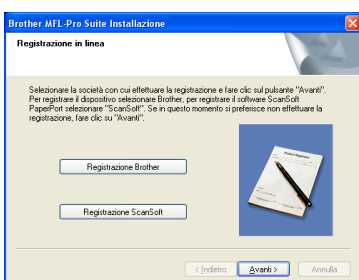 Brother MFL-Pro Suite Installazione
Registrazione in linea
Selezionare la società con cui effettuare la registrazione e fare clic sul pulsante "Avanti".
Per registrare il dispositivo selezionare Brother, per registrare il software ScanSoft
PaperPort selezionare "ScanSoft". Se in questo momento si preferisce non effettuare la
registrazione, fare clic su "Avanti".
Registrazione Brother
Registrazione ScanSoft
< Indietro
Avanti >
Annulla